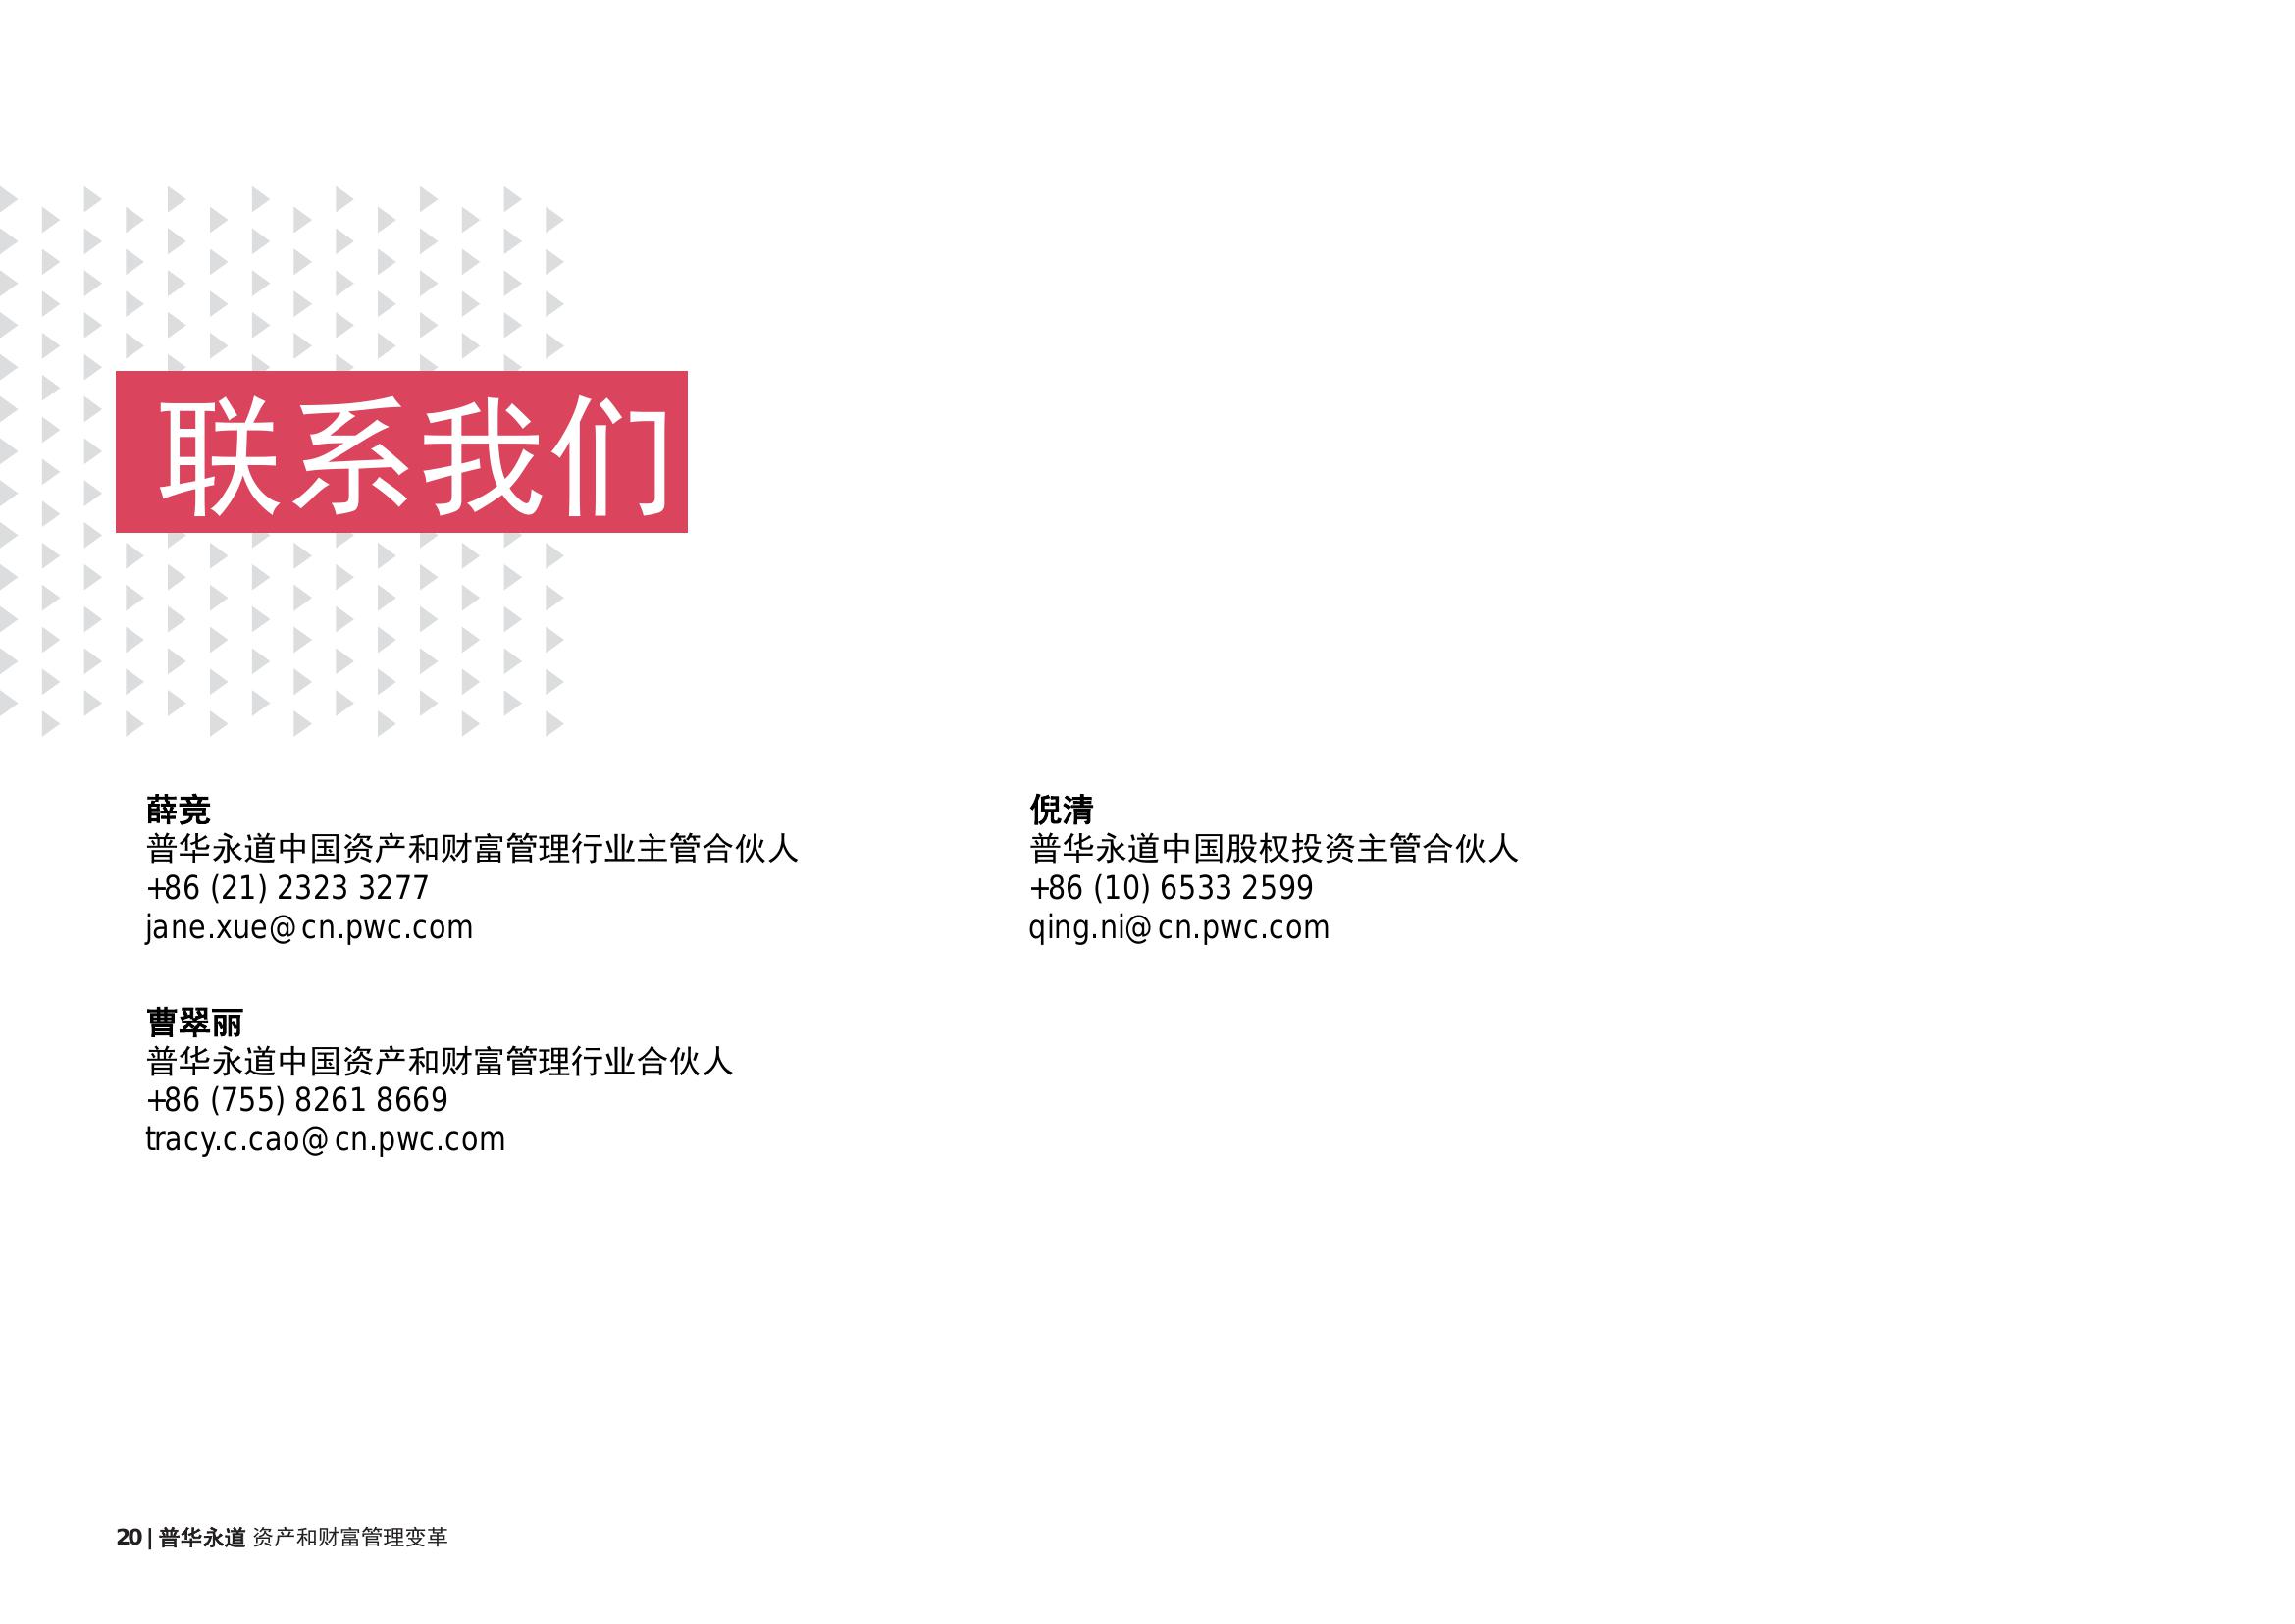 联系我们
薛竞
普华永道中国资产和财富管理行业主管合伙人
+86 (21) 2323 3277
jane.xue@cn.pwc.com
倪清
普华永道中国股权投资主管合伙人
+86 (10) 6533 2599
qing.ni@cn.pwc.com
曹翠丽
普华永道中国资产和财富管理行业合伙人
+86 (755) 8261 8669
tracy.c.cao@cn.pwc.com
20 | 普华永道 资产和财富管理变革